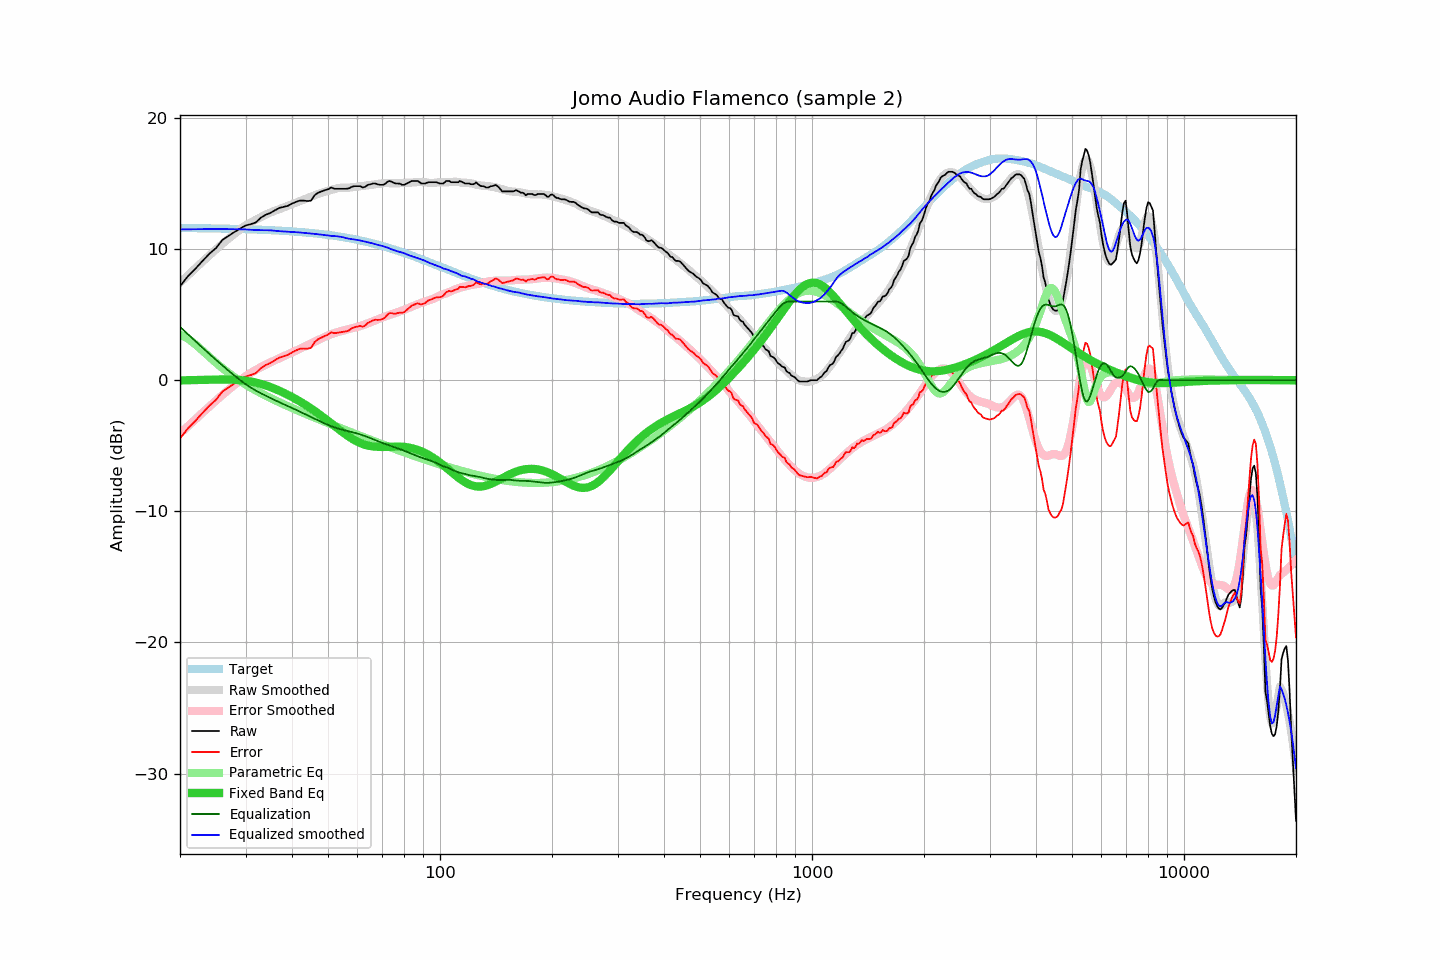 Jomo Audio Flamenco (sample 2)
20
10
0
−10
−20
−30
Amplitude (dBr)
Target
Raw Smoothed
Error Smoothed
Raw
Error
Parametric Eq
Fixed Band Eq
Equalization
Equalized smoothed
100
1000
10000
Frequency (Hz)